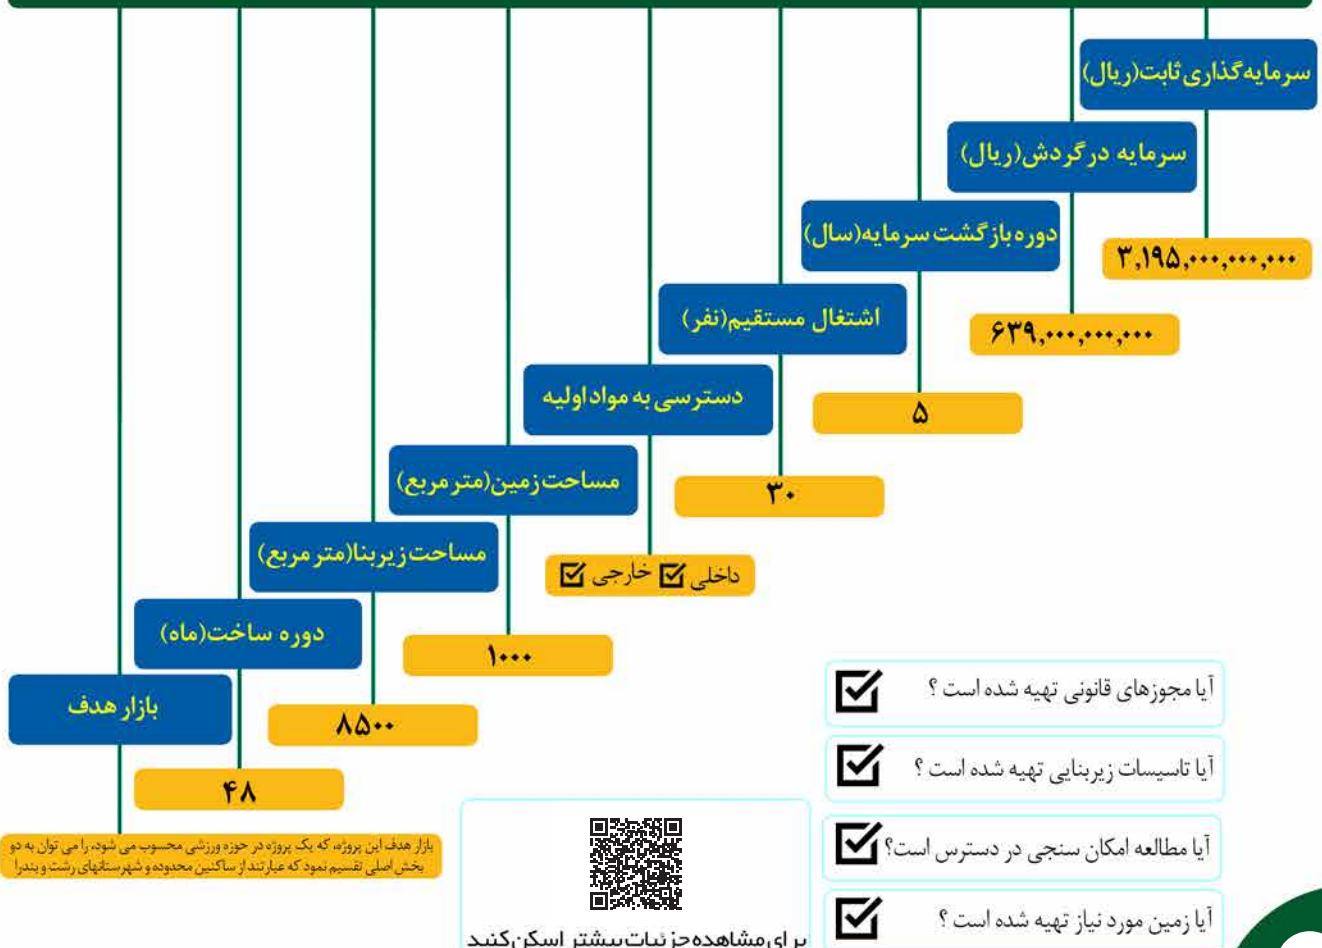 سرمایه‌گذاری ثابت(ریال)
۳,۱۹۵,۰۰۰,۰۰۰,۰۰۰
سرمایه در گردش(ریال)
۶۳۹,۰۰۰,۰۰۰,۰۰۰
دوره بازگشت سرمایه(سال)
۵
اشتغال مستقیم(نفر)
۳۰
دسترسی به مواد اولیه
داخلی خارجی
مساحت زمین(متر مربع)
۱۰۰۰
مساحت زیربنا(متر مربع)
۸۵۰۰
دوره ساخت(ماه)
۴۸
بازار هدف
بازار هدف این پروژه، که یک پروژه در حوزه ورزشی محسوب می شود، را می توان به دو
بخش اصلی تقسیم نمود که عبارتند از ساکنین محدوده و شهرستانهای رشت و بندرا
آیا مجوزهای قانونی تهیه شده است ؟
آیا تاسیسات زیربنایی تهیه شده است ؟
آیا مطالعه امکان سنجی در دسترس است؟
آیا زمین مورد نیاز تهیه شده است ؟
برای مشاهده جزئیات بیشتر اسکن کنید